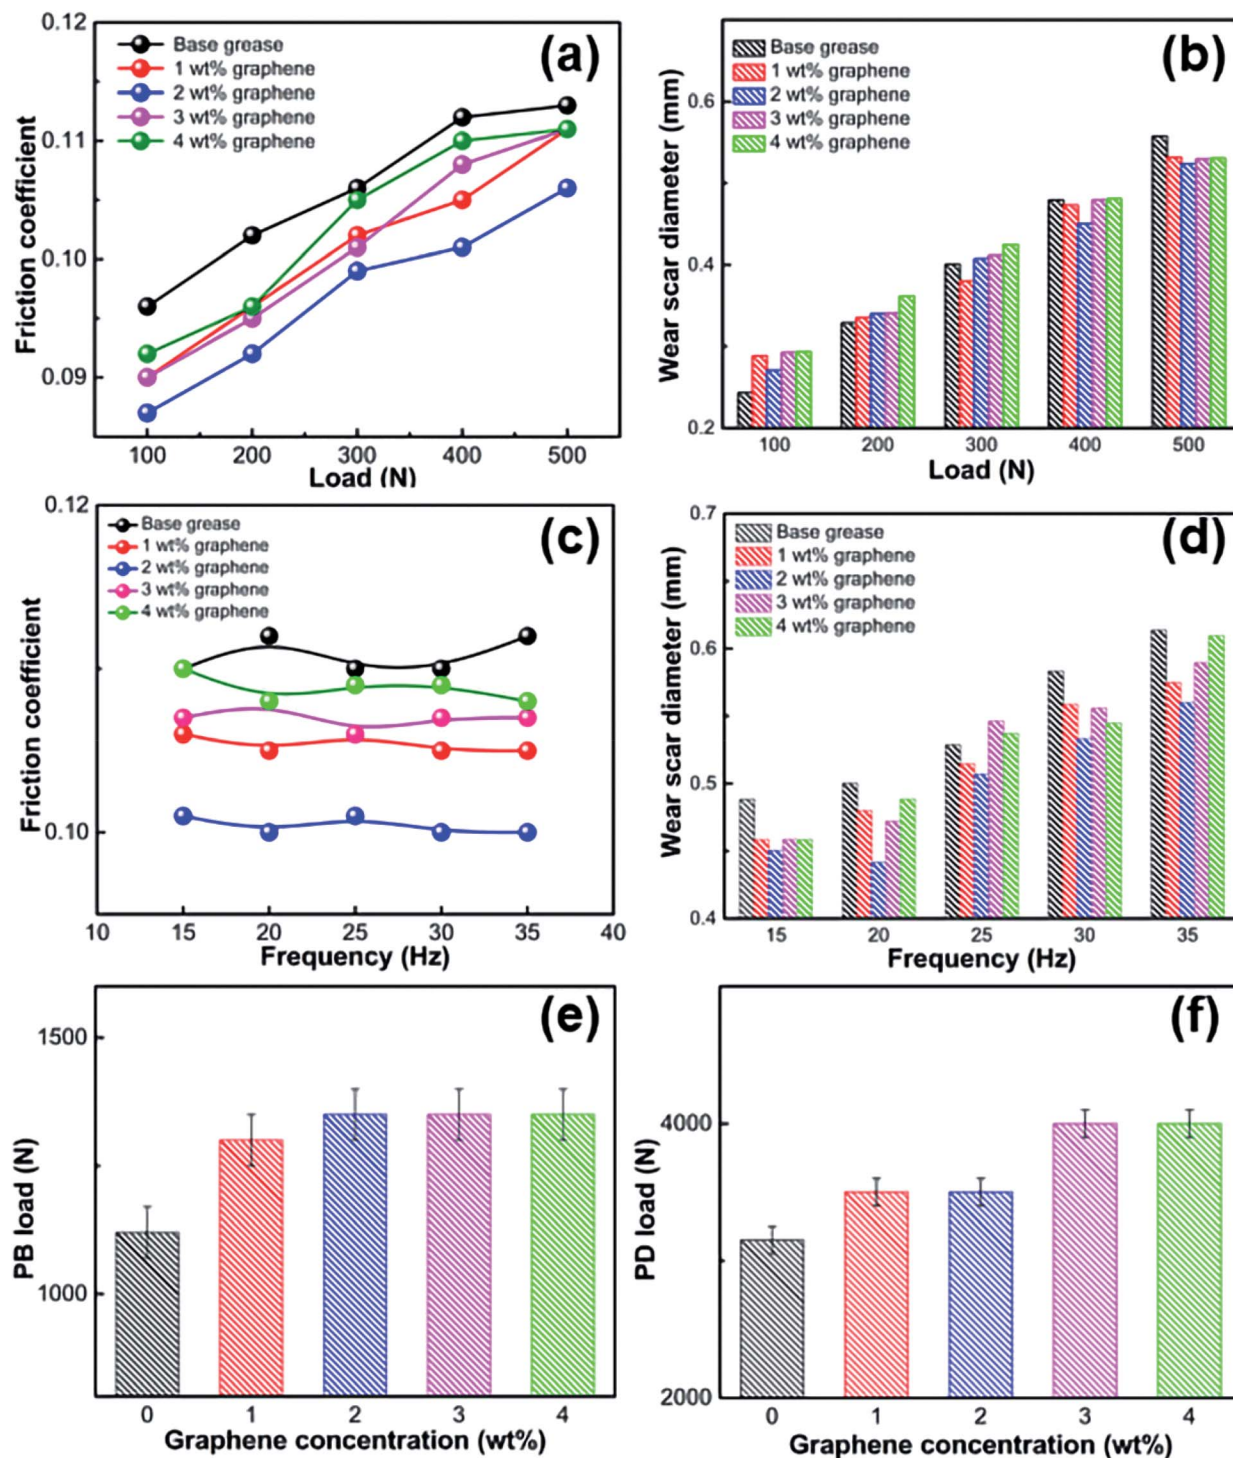 (a)
0.12
0.11
0.10
0.09
Friction coefficient
Base grease
1 wt% graphene
2 wt% graphene
3 wt% graphene
4 wt% graphene
100 200 300 400 500
Load (N)
(b)
0.6
0.4
0.2
Wear scar diameter (mm)
Base grease
1 wt% graphene
2 wt% graphene
3 wt% graphene
4 wt% graphene
100 200 300 400 500
Load (N)
(c)
0.12
0.10
Friction coefficient
Base grease
1 wt% graphene
2 wt% graphene
3 wt% graphene
4 wt% graphene
10 15 20 25 30 35 40
Frequency (Hz)
(d)
0.7
0.6
0.5
0.4
Wear scar diameter (mm)
Base grease
1 wt% graphene
2 wt% graphene
3 wt% graphene
4 wt% graphene
15 20 25 30 35
Frequency (Hz)
(e)
1500
1000
PB load (N)
0 1 2 3 4
Graphene concentration (wt%)
(f)
4000
2000
PD load (N)
0 1 2 3 4
Graphene concentration (wt%)